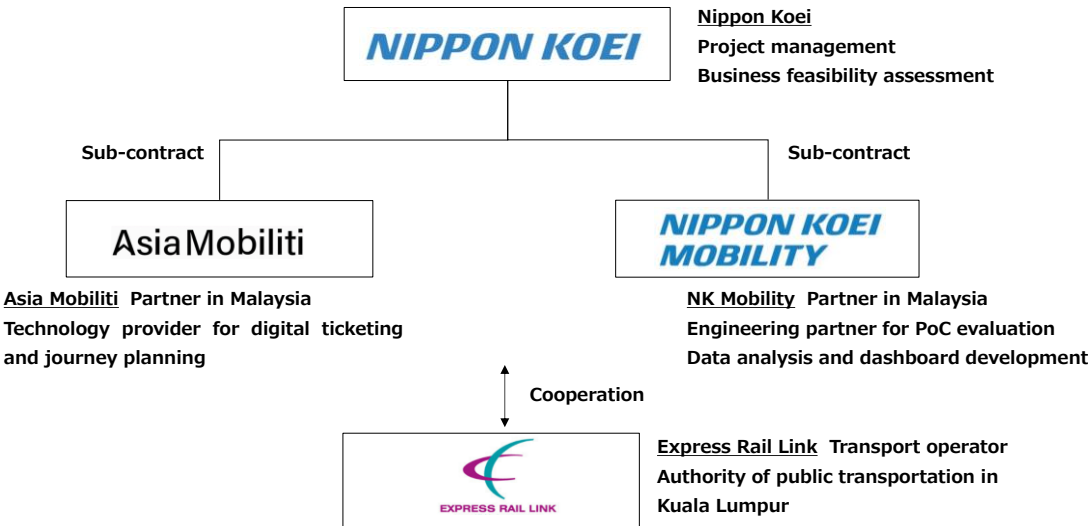 NIPPON KOEI
Nippon Koei
Project management
Business feasibility assessment
Sub-contract
Sub-contract
AsiaMobiliti
NIPPON KOEI
MOBILITY
Asia Mobiliti Partner in Malaysia
Technology provider for digital ticketing
and journey planning
NK Mobility Partner in Malaysia
Engineering partner for PoC evaluation
Data analysis and dashboard development
Cooperation
EXPRESS RAIL LINK
Express Rail Link Transport operator
Authority of public transportation in
Kuala Lumpur